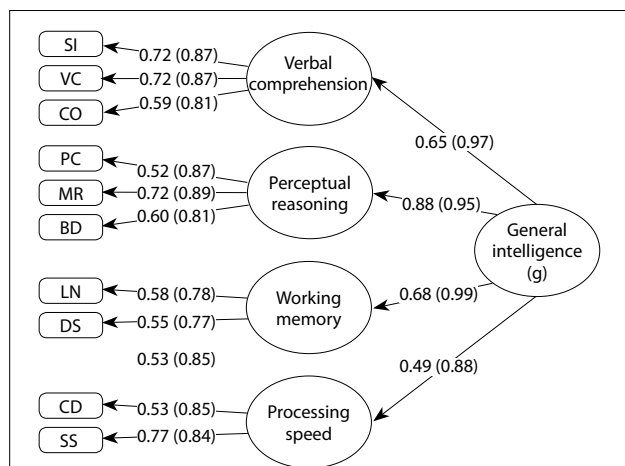 SI
0.72 (0.87)
VC
0.72 (0.87)
CO
0.59 (0.81)
Verbal
comprehension
0.65 (0.97)
PC
0.52 (0.87)
MR
0.72 (0.89)
BD
0.60 (0.81)
Perceptual
reasoning
0.88 (0.95)
General
intelligence
(g)
LN
0.58 (0.78)
DS
0.55 (0.77)
0.53 (0.85)
Working
memory
0.68 (0.99)
0.49 (0.88)
CD
0.53 (0.85)
SS
0.77 (0.84)
Processing
speed